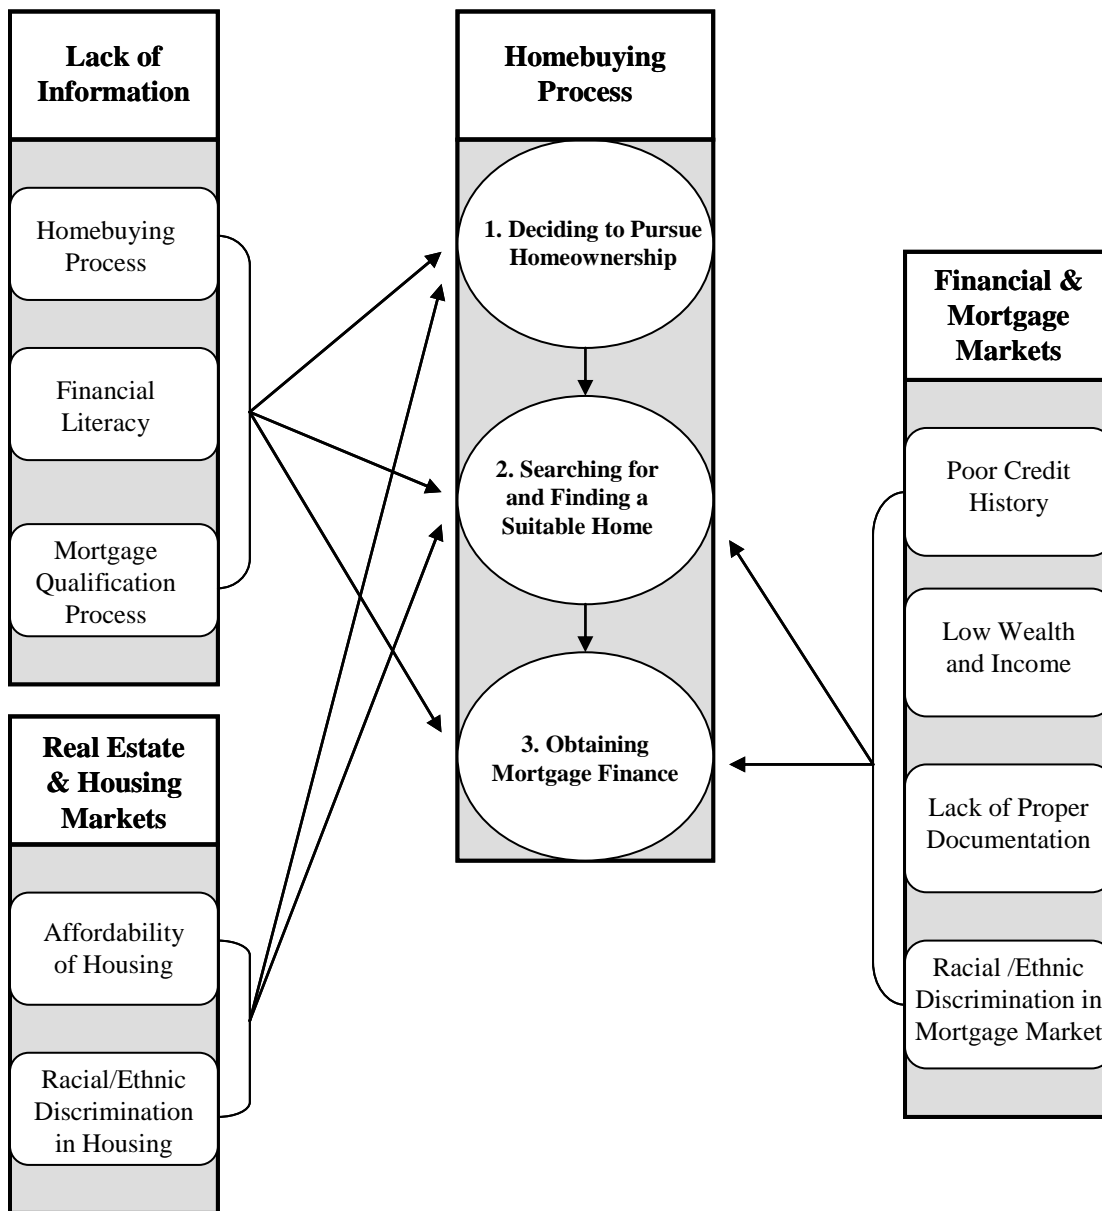 Lack of
Information
Homebuying
Process
Financial
Literacy
Mortgage
Qualification
Process
Real Estate
& Housing
Markets
Affordability
of Housing
Racial/Ethnic
Discrimination
in Housing
Homebuying
Process
1. Deciding to Pursue
Homeownership
2. Searching for
and Finding a
Suitable Home
3. Obtaining
Mortgage Finance
Financial &
Mortgage
Markets
Poor Credit
History
Low Wealth
and Income
Lack of Proper
Documentation
Racial /Ethnic
Discrimination in
Mortgage Market